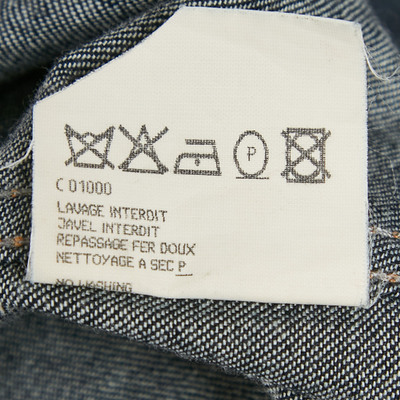 P
C 01000
LAVAGE INTERDIT
JAVEL INTERDIT
REPASSAGE FER DOUX
NETTOYAGE A SEC P
NO WASHING